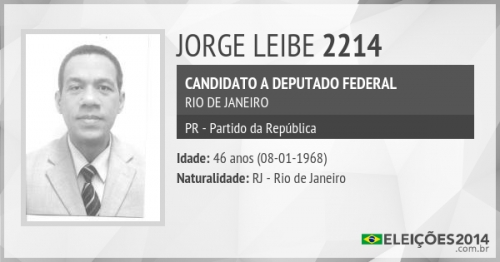 JORGE LEIBE 2214
CANDIDATO A DEPUTADO FEDERAL
RIO DE JANEIRO
PR - Partido da República
Idade: 46 anos (08-01-1968)
Naturalidade: RJ - Rio de Janeiro
ELEIÇÕES2014
.com.br